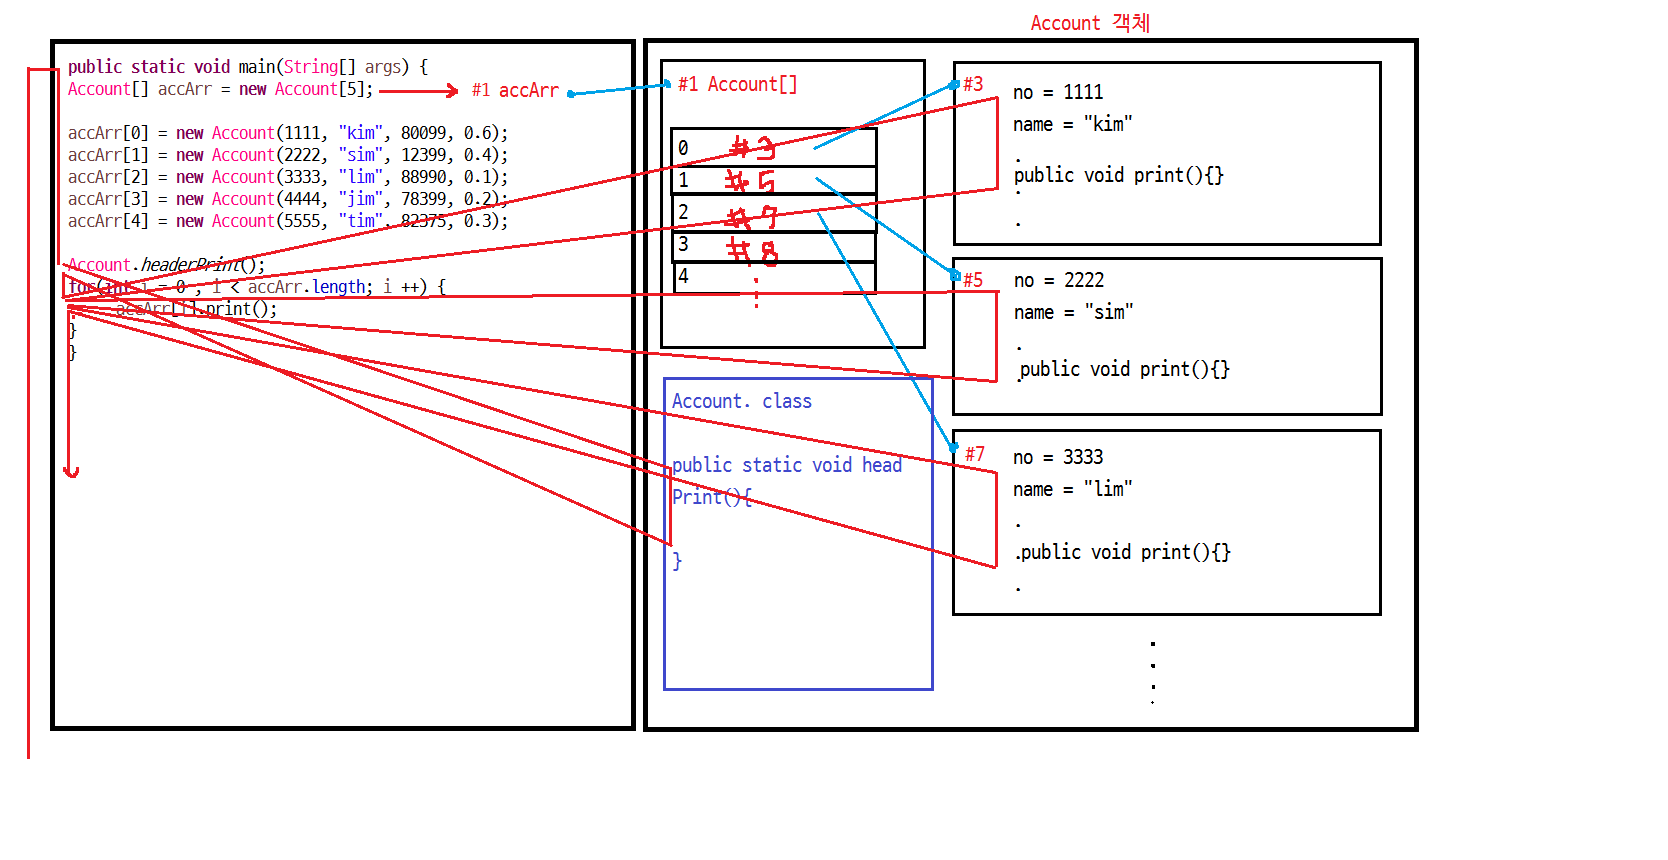 Account 객체
public static void main(String[] args) {
Account[] accArr = new Account[5];
#1 accArr
accArr[0] = new Account(1111, "kim", 80099, 0.6);
accArr[1] = new Account(2222, "sim", 12399, 0.4);
accArr[2] = new Account(3333, "lim", 88990, 0.1);
accArr[3] = new Account(4444, "jim", 78399, 0.2);
accArr[4] = new Account(5555, "tim", 82375, 0.3);
Account.headerPrint();
for(int i = 0 , i < accArr.length; i ++) {
accArr[i].print();
}
}
#1 Account[]
0 #3
1 #5
2 #7
3 #8
4
Account. class
public static void head
Print(){
}
#3
no = 1111
name = "kim"
.
public void print(){}
.
.
#5
no = 2222
name = "sim"
.
.public void print(){}
#7
no = 3333
name = "lim"
.
.public void print(){}
.
.
.
.
.